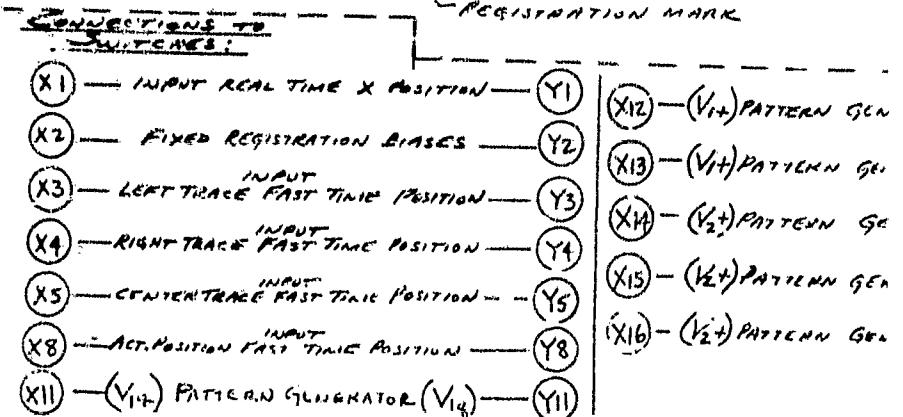 REGISTRATION MARK
CONNECTIONS TO
SWITCHES:
X1 — INPUT REAL TIME X POSITION — Y1
X2 FIXED REGISTRATION BIASES — Y2
X3 — LEFT TRACE INPUT FAST TIME POSITION — Y3
X4 — RIGHT TRACE INPUT FAST TIME POSITION — Y4
X5 — CENTER TRACE INPUT FAST TIME POSITION — Y5
X8 — ACT. POSITION INPUT FAST TIME POSITION — Y8
X11 — PATTERN GENERATOR — Y11
X12 — (V1+) PATTERN GEN
X13 — (V1+) PATTERN GE
X14 — (V2+) PATTERN GE
X15 — (V2+) PATTERN GEN
X16 — (V2+) PATTERN GEN